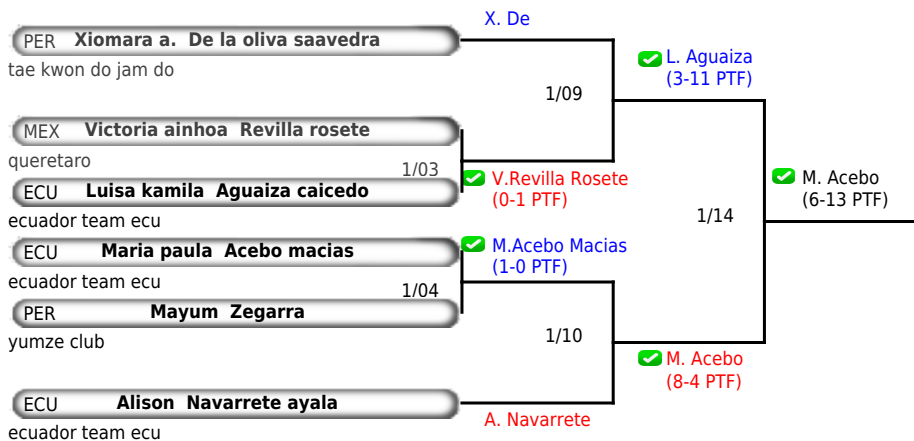 X. De
PER Xiomara a. De la oliva saavedra
tae kwon do jam do
L. Aguaiza
(3-11 PTF)
1/09
MEX Victoria ainhoa Revilla rosete
queretaro
1/03
V.Revilla Rosete
(0-1 PTF)
M. Acebo
(6-13 PTF)
ECU Luisa kamila Aguaiza caicedo
ecuador team ecu
1/14
ECU Maria paula Acebo macias
ecuador team ecu
M.Acebo Macias
(1-0 PTF)
1/04
PER Mayum Zegarra
yumze club
1/10
M. Acebo
(8-4 PTF)
ECU Alison Navarrete ayala
ecuador team ecu
A. Navarrete